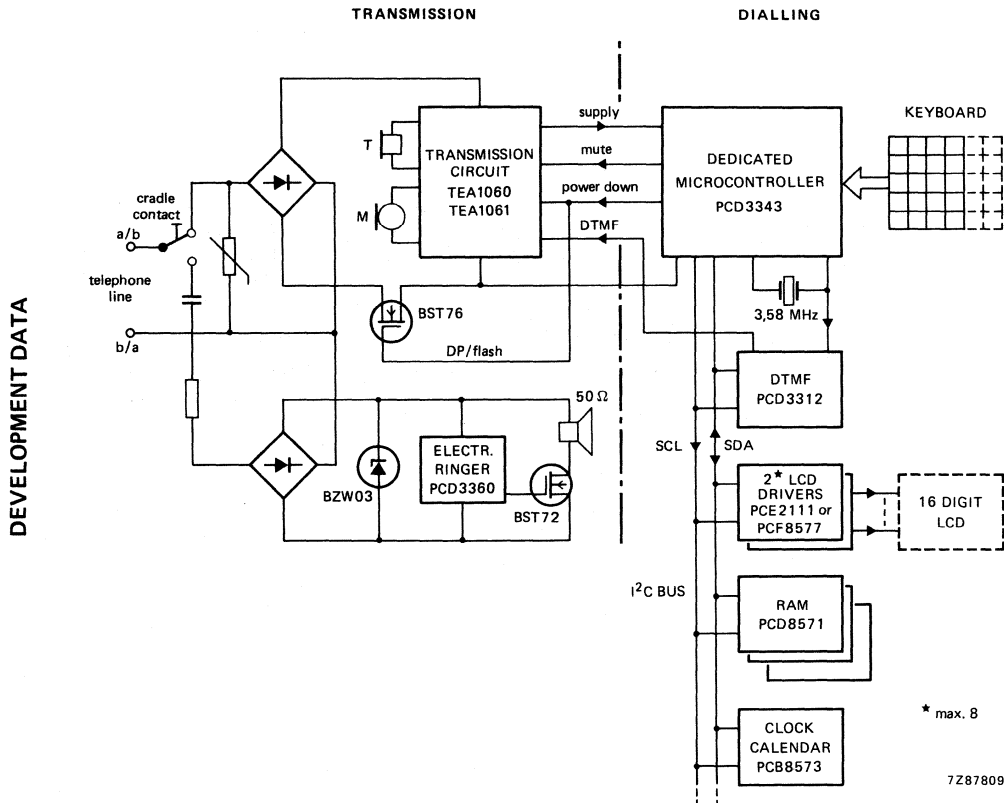 TRANSMISSION
DIALLING
DEVELOPMENT DATA
cradle
contact
a/b
telephone
line
b/a
T
M
TRANSMISSION
CIRCUIT
TEA1060
TEA1061
supply
mute
power down
DTMF
BST76
DP/flash
DEDICATED
MICROCONTROLLER
PCD3343
KEYBOARD
3,58 MHz
DTMF
PCD3312
SCL
SDA
50 Ω
BZW03
ELECTR.
RINGER
PCD3360
BST72
2★ LCD
DRIVERS
PCE2111 or
PCF8577
16 DIGIT
LCD
I²C BUS
RAM
PCD8571
★ max. 8
CLOCK
CALENDAR
PCB8573
7Z87809